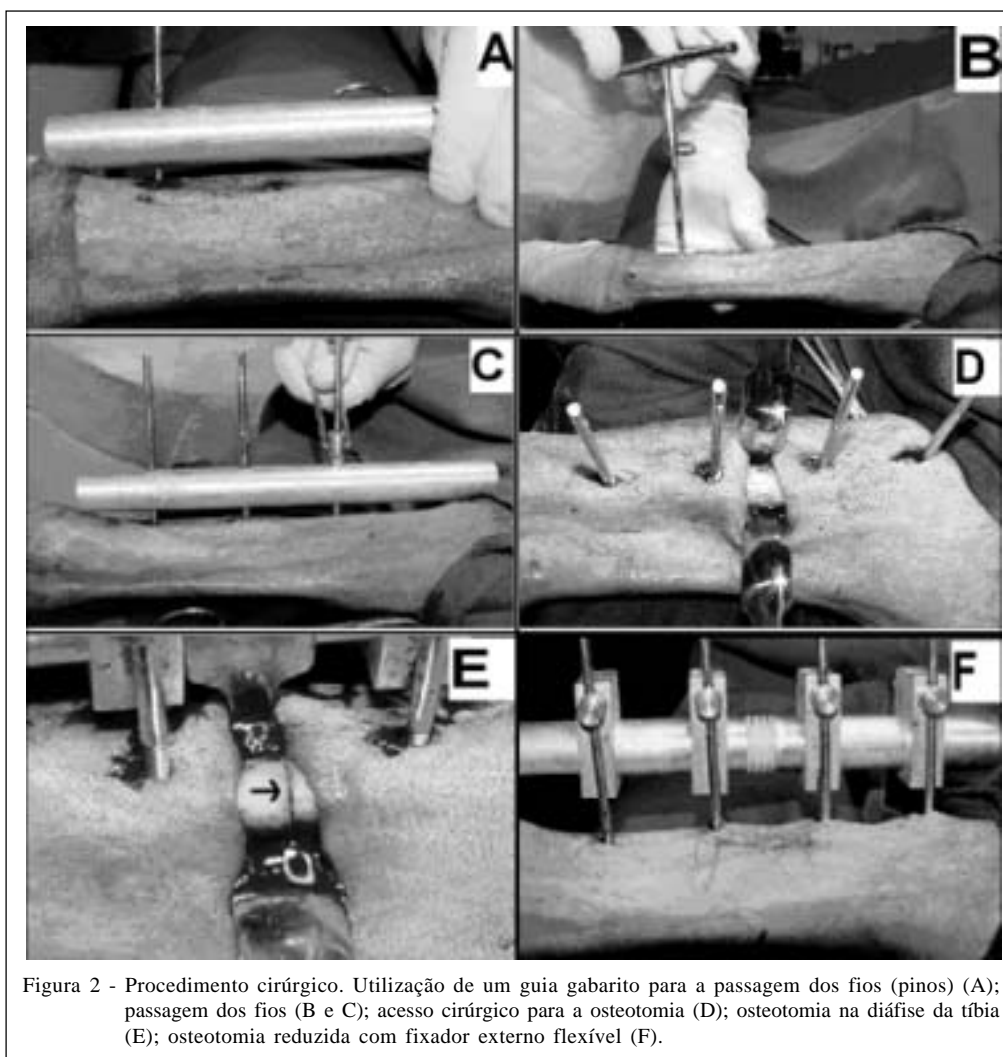 A
B
C
D
E
F
Figura 2 - Procedimento cirúrgico. Utilização de um guia gabarito para a passagem dos fios (pinos) (A);
passagem dos fios (B e C); acesso cirúrgico para a osteotomia (D); osteotomia na diáfise da tíbia
(E); osteotomia reduzida com fixador externo flexível (F).